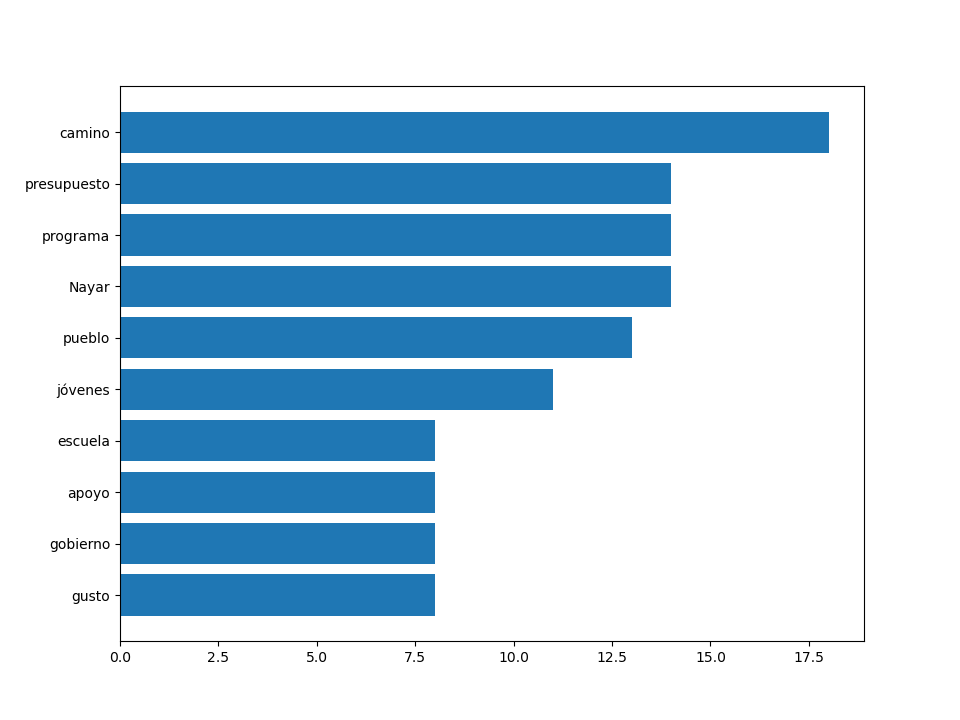 camino
presupuesto
programa
Nayar
pueblo
jóvenes
escuela
apoyo
gobierno
gusto
0.0 2.5 5.0 7.5 10.0 12.5 15.0 17.5